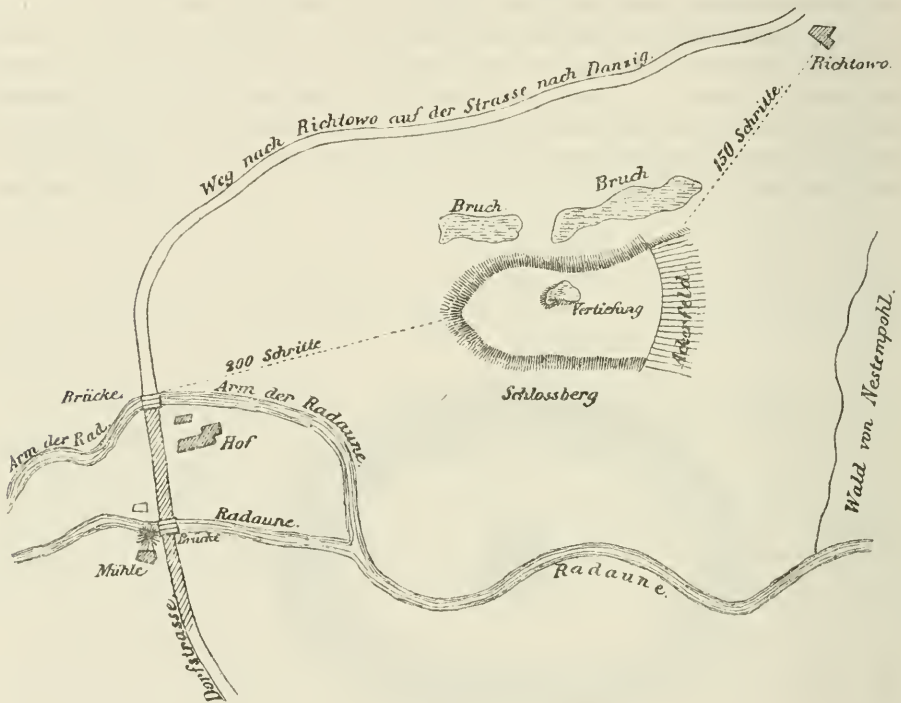 Richtowo.
Weg nach Richtowo auf der Strasse nach Danzig.
150 Schritte
Bruch
Bruch
Vertiefung
Ackerfeld.
200 Schritte
Schlossberg
Brücke.
Arm der Radaune.
Arm der Rad.
Hof
Wald von Nestempohl.
Radaune.
Brücke
Mühle
Radaune.
Dorfstrasse.